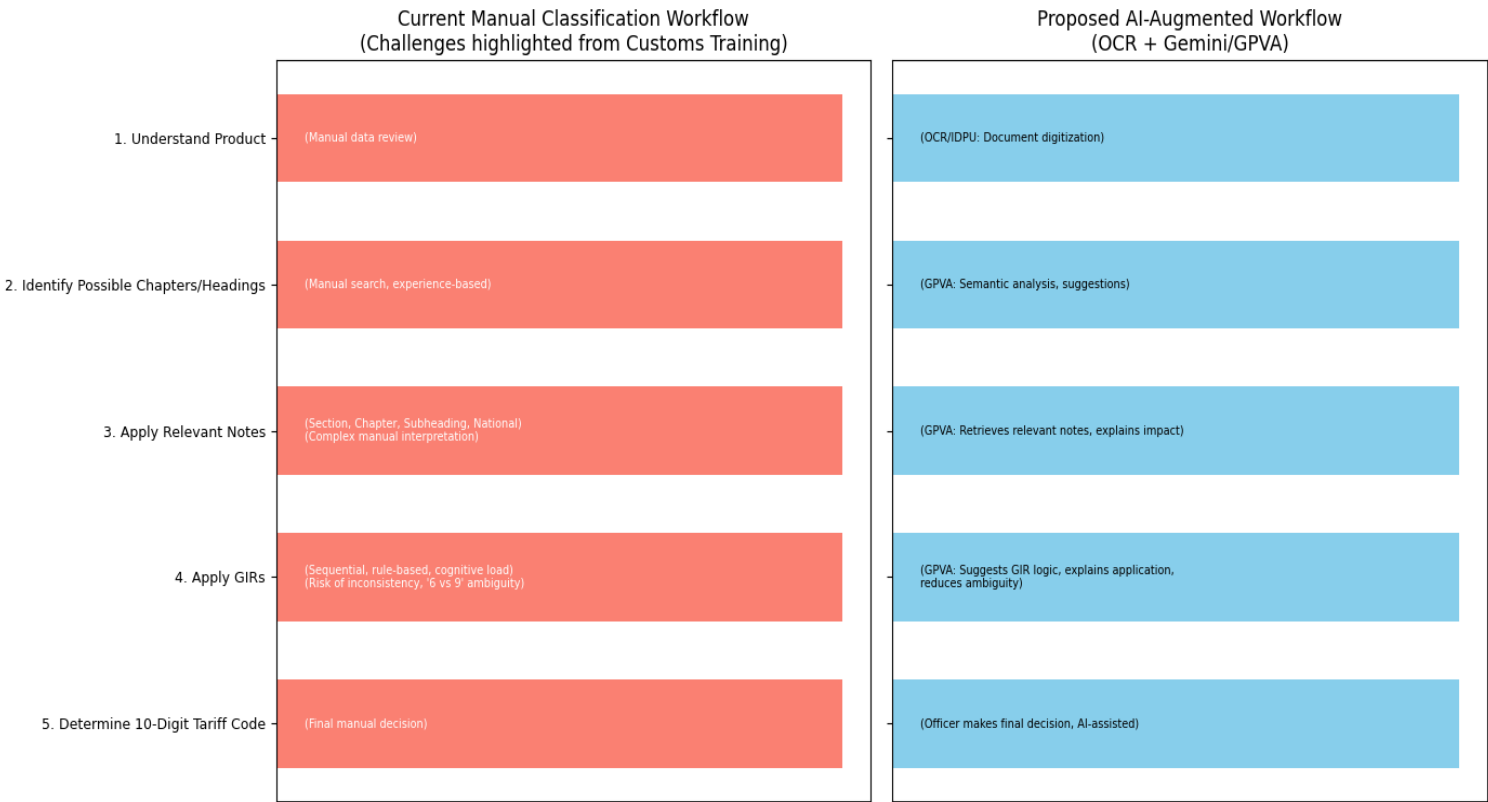 Current Manual Classification Workflow
(Challenges highlighted from Customs Training)
Proposed AI-Augmented Workflow
(OCR + Gemini/GPVA)
1. Understand Product
(Manual data review)
(OCR/IDPU: Document digitization)
2. Identify Possible Chapters/Headings
(Manual search, experience-based)
(GPVA: Semantic analysis, suggestions)
3. Apply Relevant Notes
(Section, Chapter, Subheading, National)
(Complex manual interpretation)
(GPVA: Retrieves relevant notes, explains impact)
4. Apply GIRs
(Sequential, rule-based, cognitive load)
(Risk of inconsistency, '6 vs 9' ambiguity)
(GPVA: Suggests GIR logic, explains application,
reduces ambiguity)
5. Determine 10-Digit Tariff Code
(Final manual decision)
(Officer makes final decision, AI-assisted)